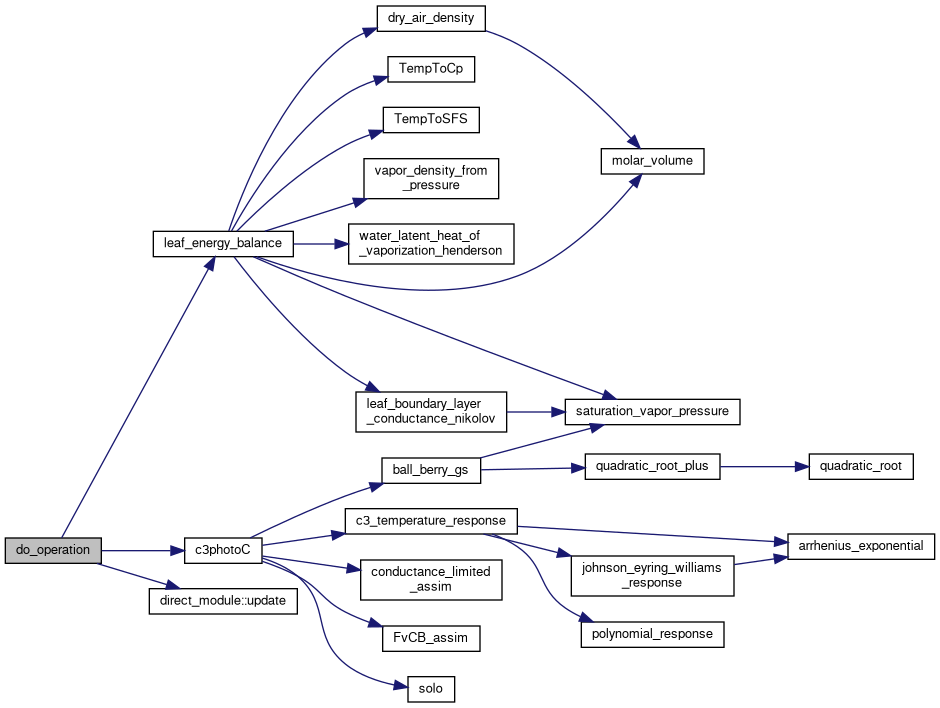 dry_air_density
TempToCp
TempToSFS
molar_volume
vapor_density_from
_pressure
leaf_energy_balance
water_latent_heat_of
_vaporization_henderson
leaf_boundary_layer
_conductance_nikolov
saturation_vapor_pressure
ball_berry_gs
quadratic_root_plus
quadratic_root
c3_temperature_response
do_operation
c3photoC
arrhenius_exponential
conductance_limited
_assim
johnson_eyring_williams
_response
direct_module::update
FvCB_assim
polynomial_response
solo